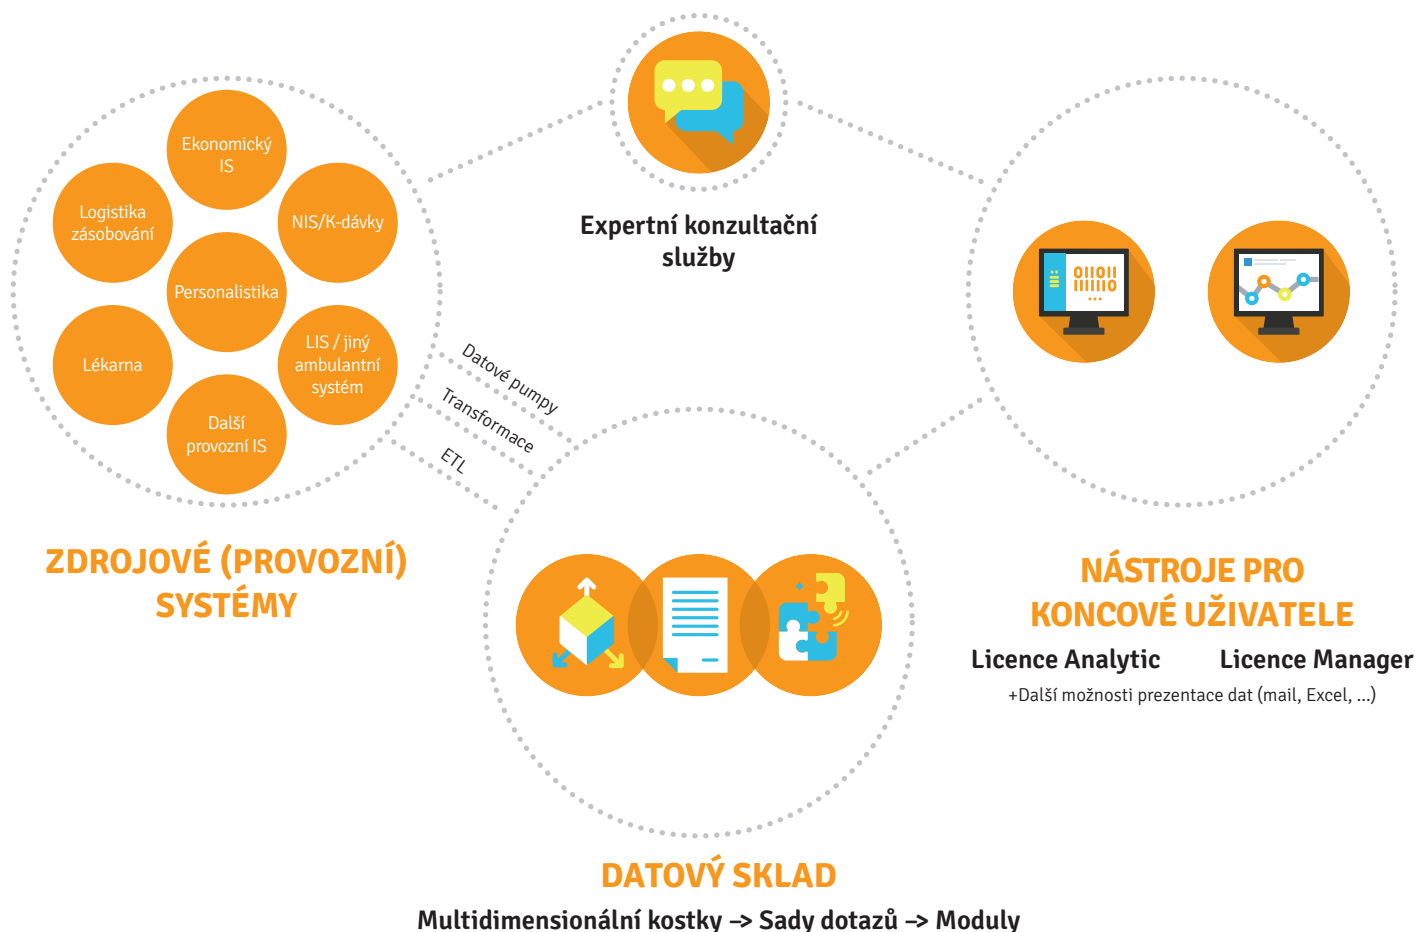 Ekonomický
IS
Logistika
zásobování
NIS/K-dávky
Personalistika
Lékarna
LIS / jiný
ambulantní
systém
Další
provozní IS
ZDROJOVÉ (PROVOZNÍ)
SYSTÉMY
Expertní konzultační
služby
Datové pumpy
Transformace
ETL
011011
1111110
NÁSTROJE PRO
KONCOVÉ UŽIVATELE
Licence Analytic
Licence Manager
+Další možnosti prezentace dat (mail, Excel, ...)
DATOVÝ SKLAD
Multidimensionální kostky –> Sady dotazů –> Moduly